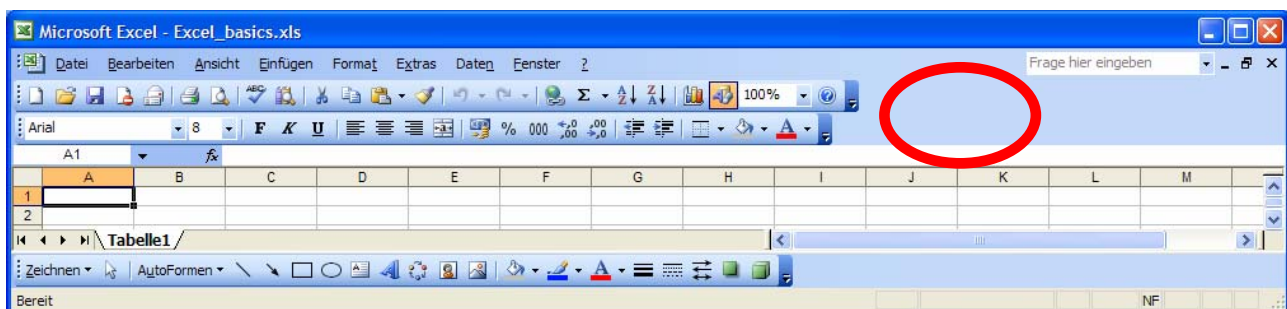 Microsoft Excel - Excel_basics.xls
Datei Bearbeiten Ansicht Einfügen Format Extras Daten Fenster ? Frage hier eingeben
100%
Arial 8 F K U % 000
A1 fx
A B C D E F G H I J K L M
1
2
Tabelle1
Zeichnen AutoFormen
Bereit NF